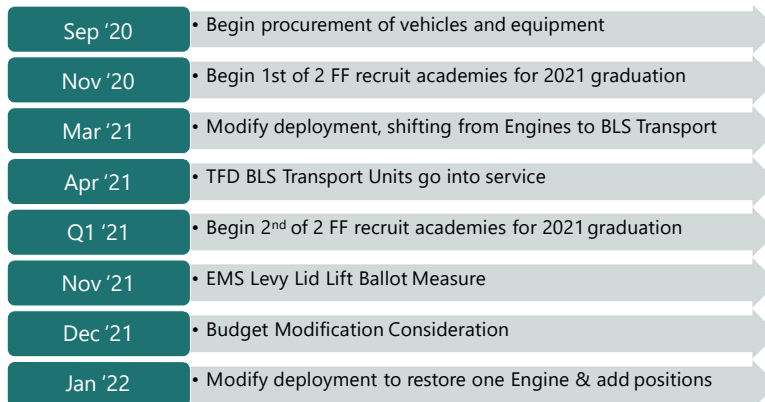 Sep ‘20
• Begin procurement of vehicles and equipment
Nov ‘20
• Begin 1st of 2 FF recruit academies for 2021 graduation
Mar ‘21
• Modify deployment, shifting from Engines to BLS Transport
Apr ‘21
• TFD BLS Transport Units go into service
Q1 ‘21
• Begin 2nd of 2 FF recruit academies for 2021 graduation
Nov ‘21
• EMS Levy Lid Lift Ballot Measure
Dec ‘21
• Budget Modification Consideration
Jan ‘22
• Modify deployment to restore one Engine & add positions